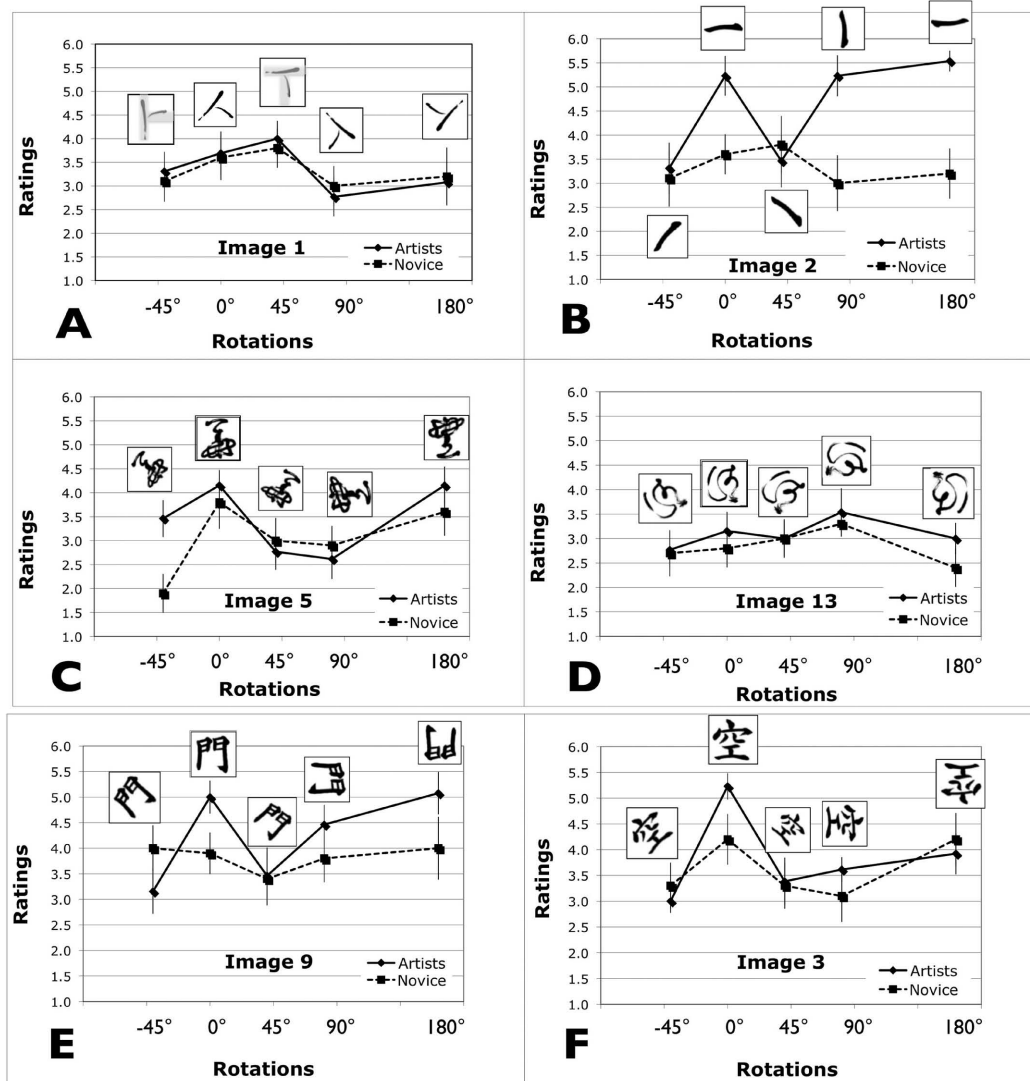 6.0
5.5
5.0
4.5
4.0
3.5
3.0
2.5
2.0
1.5
1.0
Ratings
Image 1
Artists
Novice
-45° 0° 45° 90° 180°
Rotations
A
6.0
5.5
5.0
4.5
4.0
3.5
3.0
2.5
2.0
1.5
1.0
Ratings
一
Image 2
Artists
Novice
-45° 0° 45° 90° 180°
Rotations
B
6.0
5.5
5.0
4.5
4.0
3.5
3.0
2.5
2.0
1.5
1.0
Ratings
Image 5
Artists
Novice
-45° 0° 45° 90° 180°
Rotations
C
6.0
5.5
5.0
4.5
4.0
3.5
3.0
2.5
2.0
1.5
1.0
Ratings
Image 13
Artists
Novice
-45° 0° 45° 90° 180°
Rotations
D
6.0
5.5
5.0
4.5
4.0
3.5
3.0
2.5
2.0
1.5
1.0
Ratings
門 門 門 門 門
Image 9
Artists
Novice
-45° 0° 45° 90° 180°
Rotations
E
6.0
5.5
5.0
4.5
4.0
3.5
3.0
2.5
2.0
1.5
1.0
Ratings
空 空 空 空 空
Image 3
Artists
Novice
-45° 0° 45° 90° 180°
Rotations
F